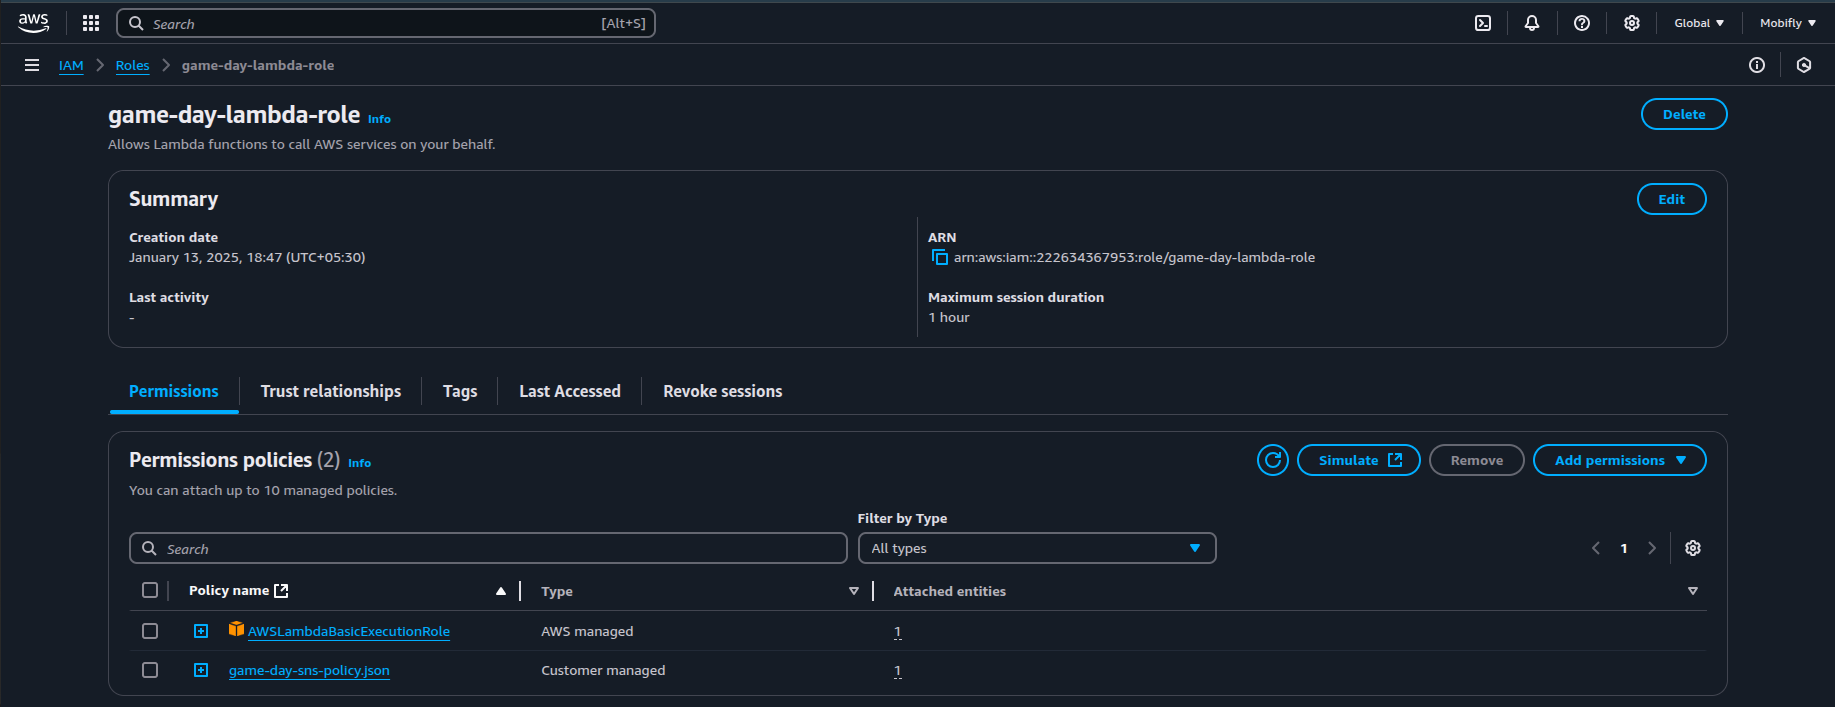 aws Search [Alt+S] Global Mobifly
IAM Roles game-day-lambda-role
game-day-lambda-role Info Delete
Allows Lambda functions to call AWS services on your behalf.
Summary Edit
Creation date
January 13, 2025, 18:47 (UTC+05:30)
ARN
arn:aws:iam::222634367953:role/game-day-lambda-role
Last activity
-
Maximum session duration
1 hour
Permissions Trust relationships Tags Last Accessed Revoke sessions
Permissions policies (2) Info Simulate Remove Add permissions
You can attach up to 10 managed policies.
Filter by Type
Search All types 1
Policy name Type Attached entities
AWSLambdaBasicExecutionRole AWS managed 1
game-day-sns-policy.json Customer managed 1